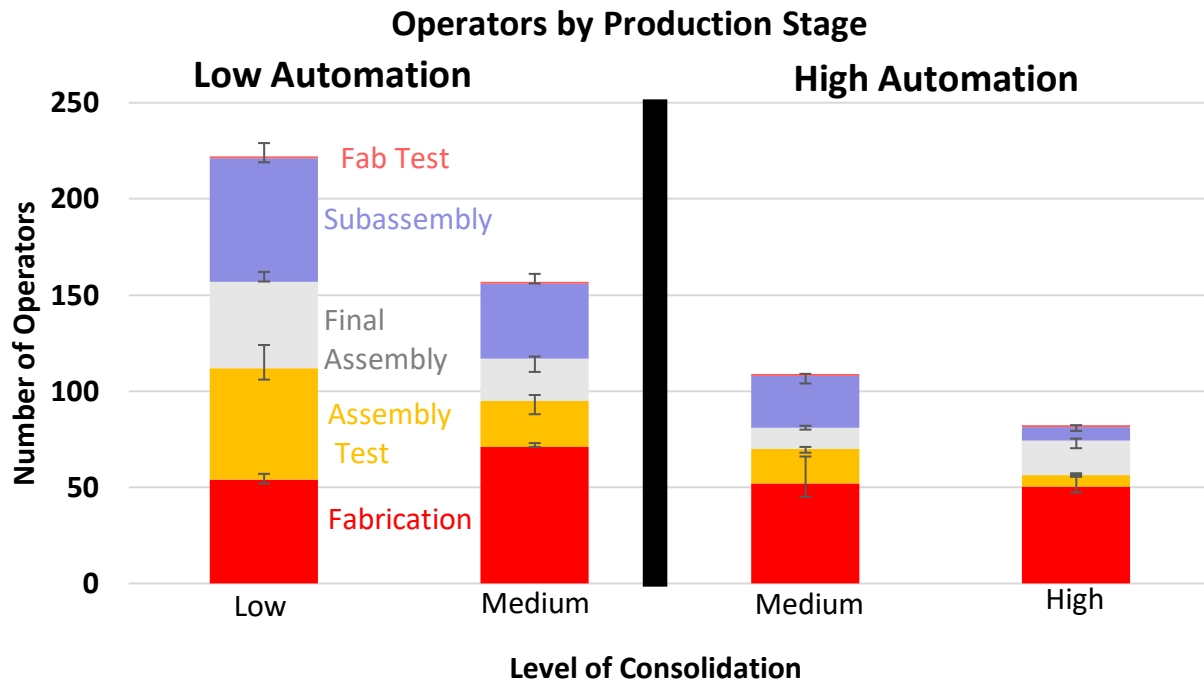 Operators by Production Stage
Low Automation
High Automation
250
200
150
100
50
0
Number of Operators
Fab Test
Subassembly
Final
Assembly
Assembly
Test
Fabrication
Low
Medium
Medium
High
Level of Consolidation